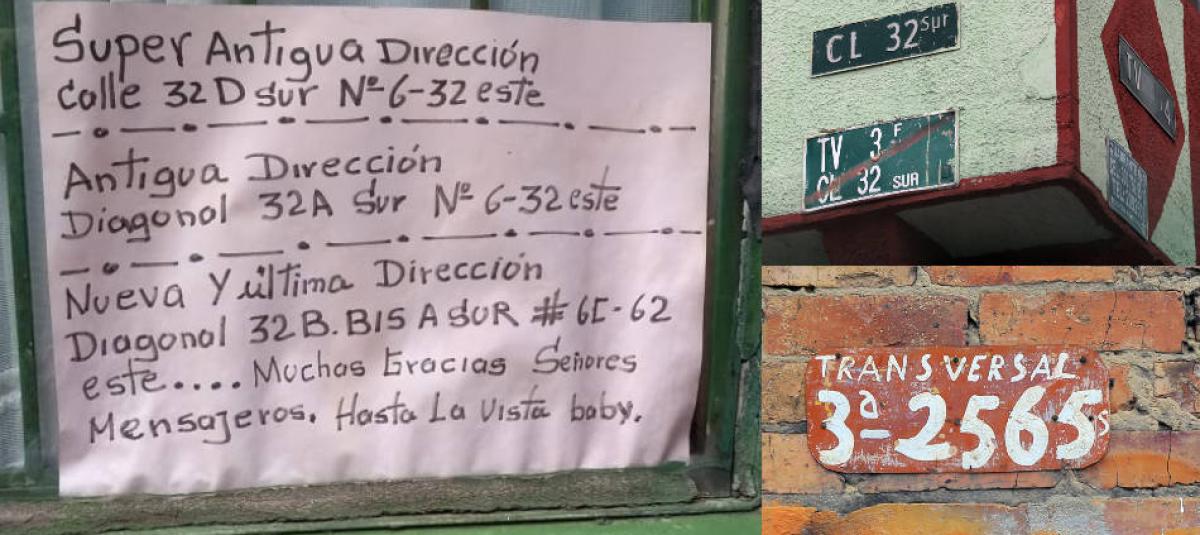 Super Antigua Dirección
Calle 32D sur Nº 6-32 este
Antigua Dirección
Diagonal 32A Sur Nº 6-32 este
Nueva Y última Dirección
Diagonal 32B.BIS A SUR # 6C-62
este.... Muchas Gracias Señores
Mensajeros. Hasta La Vista baby.
CL 32 Sur
TV 3 F
CL 32 SUR
TV
TRANSVERSAL
3ª-2565 S